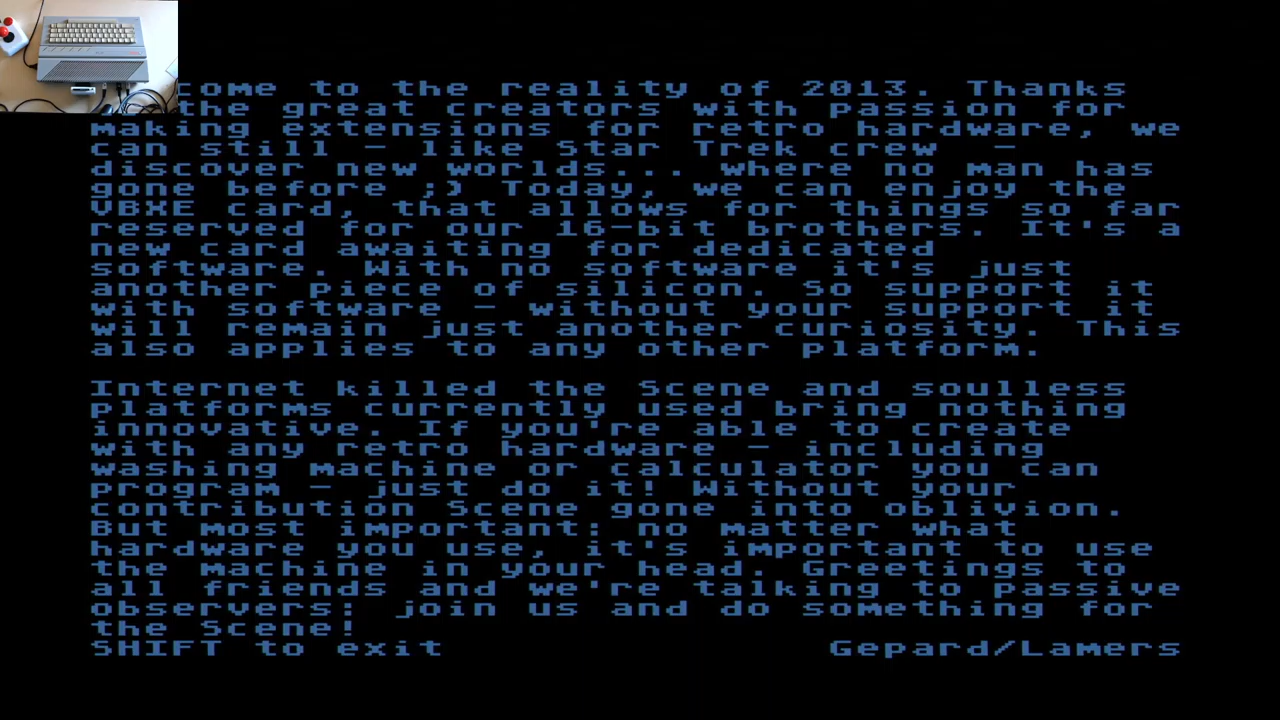 come to the reality of 2013. Thanks
the great creators with passion for
making extensions for retro hardware, we
can still - like Star Trek crew -
discover new worlds... where no man has
gone before ;) Today, we can enjoy the
VBXE card, that allows for things so far
reserved for our 16-bit brothers. It's a
new card awaiting for dedicated
software. With no software it's just
another piece of silicon. So support it
with software - without your support it
will remain just another curiosity. This
also applies to any other platform.
Internet killed the Scene and soulless
platforms currently used bring nothing
innovative. If you're able to create
with any retro hardware - including
washing machine or calculator you can
program - just do it! Without your
contribution Scene gone into oblivion.
But most important: no matter what
hardware you use, it's important to use
the machine in your head. Greetings to
all friends and we're talking to passive
observers: join us and do something for
the Scene!
SHIFT to exit Gepard/Lamers